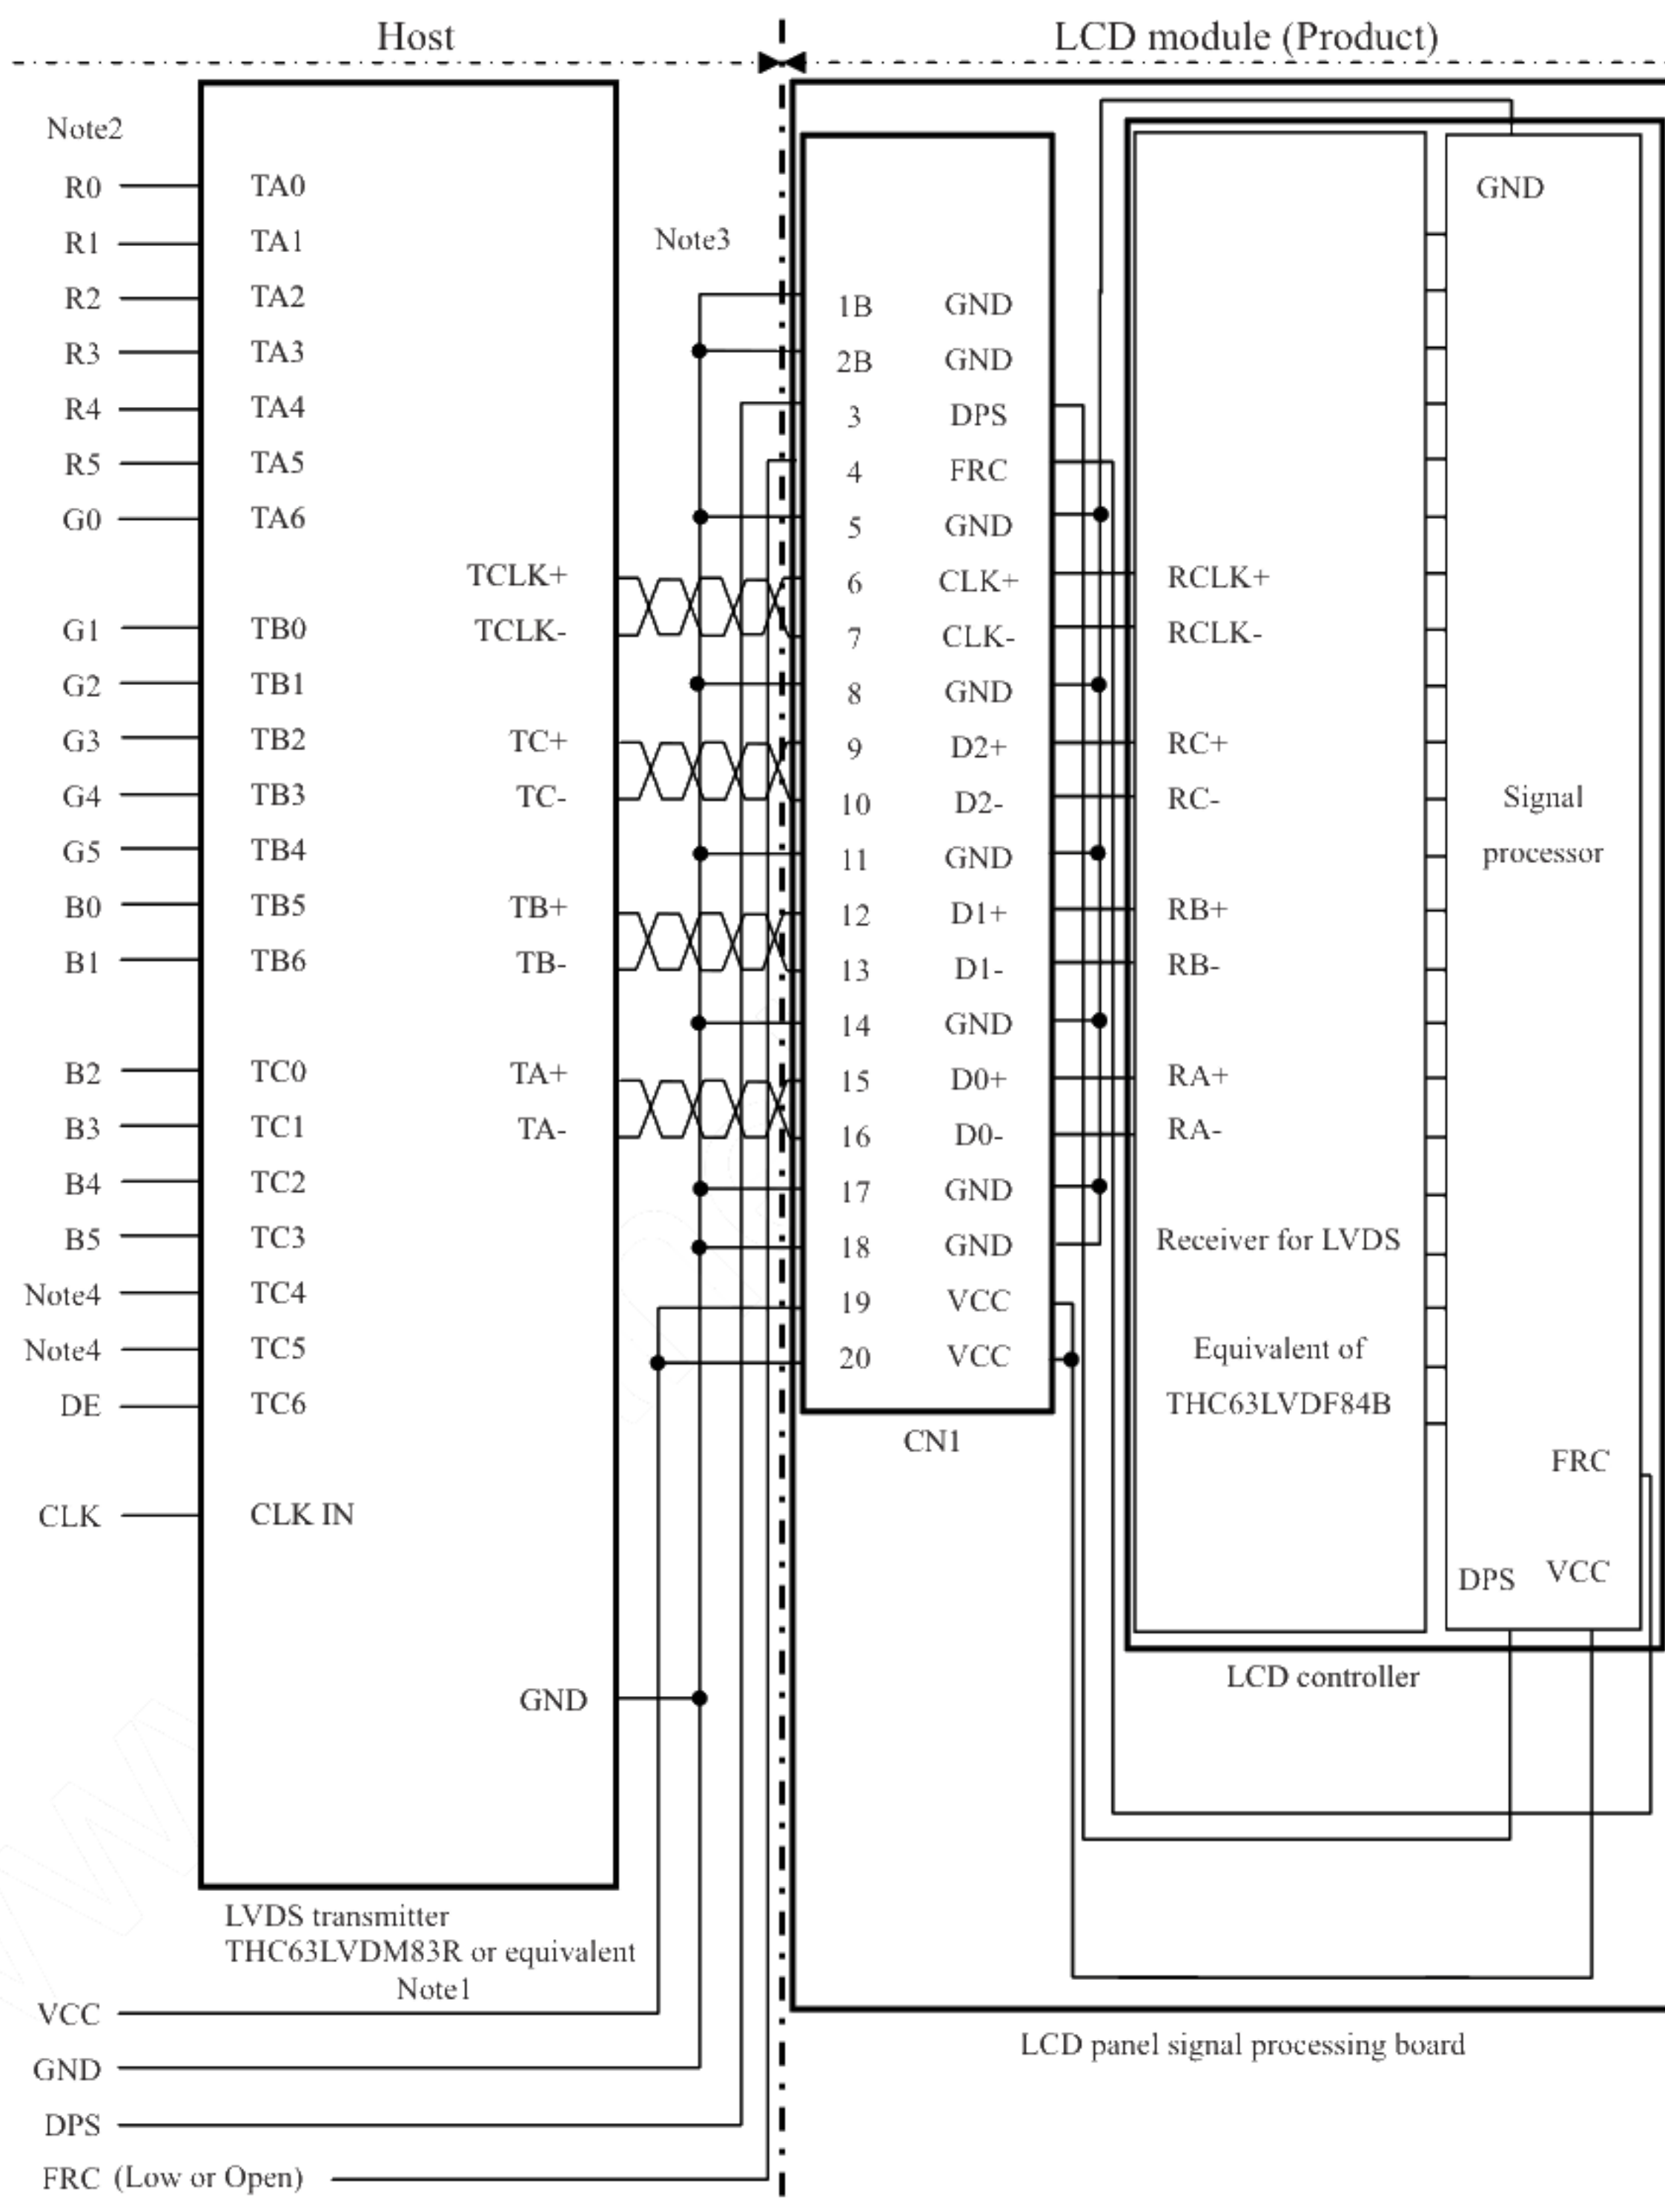 Host
LCD module (Product)
Note2
R0
R1
R2
R3
R4
R5
G0
G1
G2
G3
G4
G5
B0
B1
B2
B3
B4
B5
Note4
Note4
DE
CLK
TA0
TA1
TA2
TA3
TA4
TA5
TA6
TB0
TB1
TB2
TB3
TB4
TB5
TB6
TC0
TC1
TC2
TC3
TC4
TC5
TC6
CLK IN
TCLK+
TCLK-
TC+
TC-
TB+
TB-
TA+
TA-
GND
LVDS transmitter
THC63LVDM83R or equivalent
Note1
VCC
GND
DPS
FRC (Low or Open)
Note3
1B GND
2B GND
3 DPS
4 FRC
5 GND
6 CLK+
7 CLK-
8 GND
9 D2+
10 D2-
11 GND
12 D1+
13 D1-
14 GND
15 D0+
16 D0-
17 GND
18 GND
19 VCC
20 VCC
CN1
RCLK+
RCLK-
RC+
RC-
RB+
RB-
RA+
RA-
Receiver for LVDS
Equivalent of
THC63LVDF84B
GND
Signal
processor
FRC
DPS VCC
LCD controller
LCD panel signal processing board